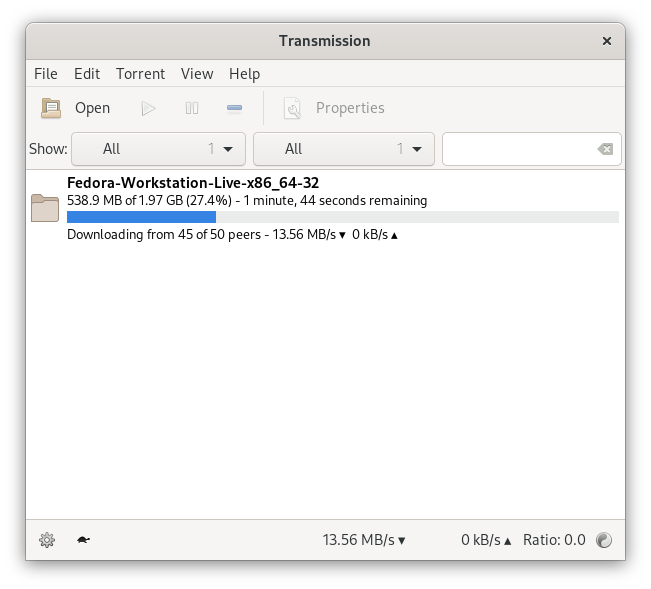 Transmission
File Edit Torrent View Help
Open Properties
Show: All 1 All 1
Fedora-Workstation-Live-x86_64-32
538.9 MB of 1.97 GB (27.4%) - 1 minute, 44 seconds remaining
Downloading from 45 of 50 peers - 13.56 MB/s ▾ 0 kB/s ▴
13.56 MB/s ▾ 0 kB/s ▴ Ratio: 0.0